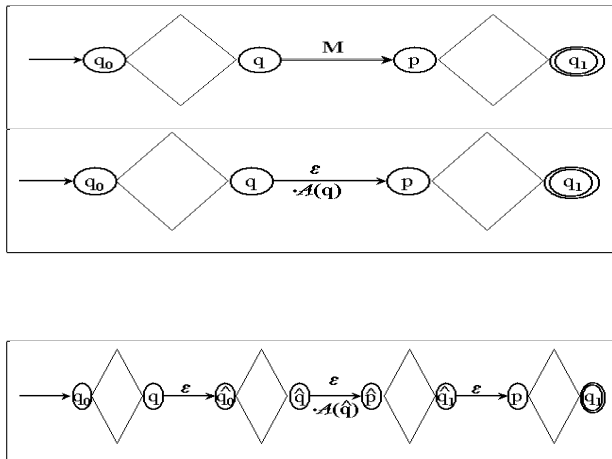 M
q₀ q p q₁
ε
q₀ q p q₁
·𝒜(q)
ε ε ε
q₀ q q̂₀ q̂ p̂ q̂₁ p q₁
·𝒜(q̂)